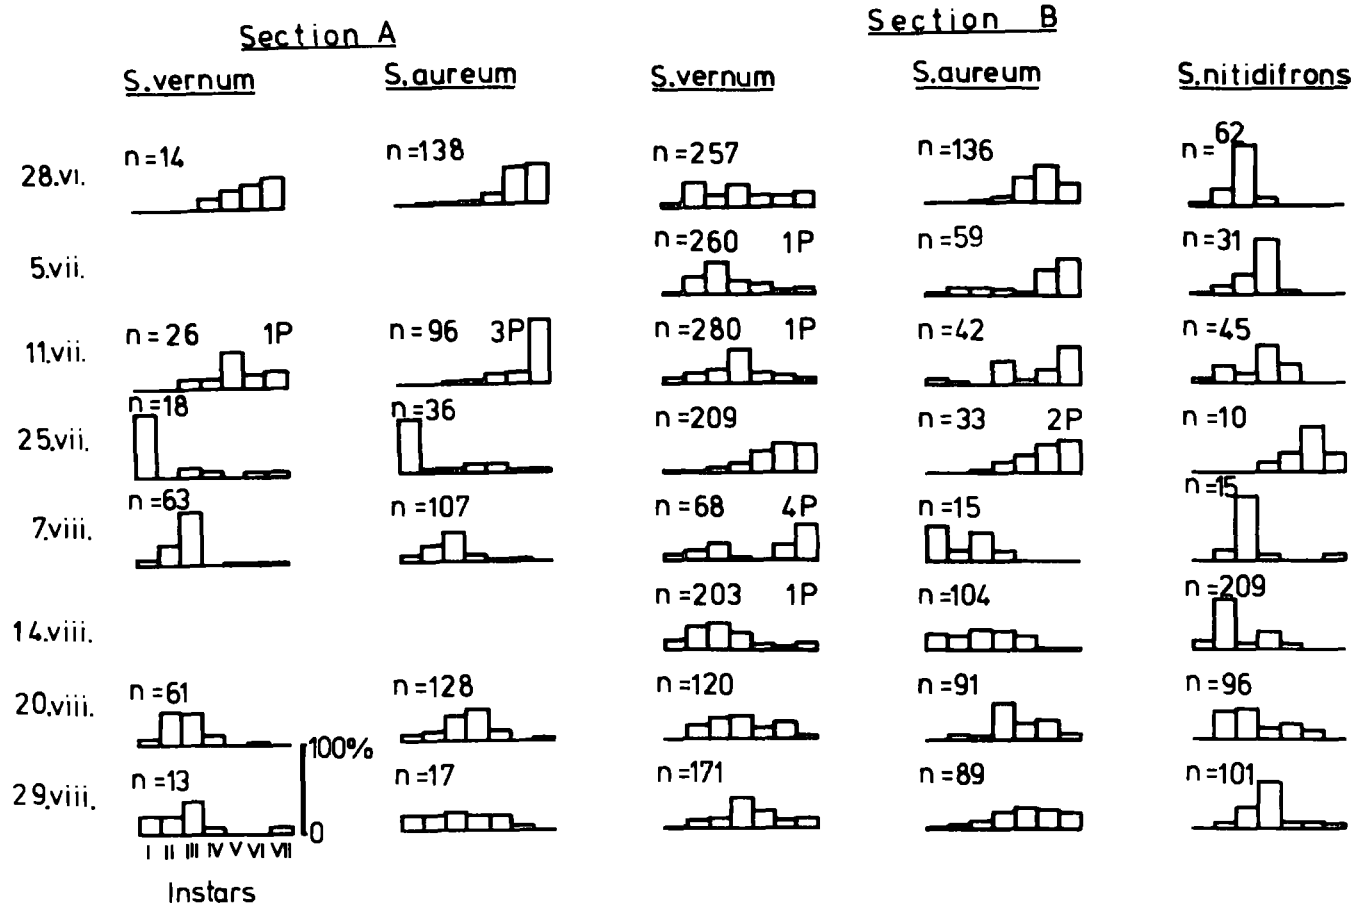 Section A Section B
S.vernum S.aureum S.vernum S.aureum S.nitidifrons
28.vi. n=14 n=138 n=257 n=136 n=62
5.vii. n=260 1P n=59 n=31
11.vii. n=26 1P n=96 3P n=280 1P n=42 n=45
25.vii. n=18 n=36 n=209 n=33 2P n=10
7.viii. n=63 n=107 n=68 4P n=15 n=15
14.viii. n=203 1P n=104 n=209
20.viii. n=61 n=128 n=120 n=91 n=96
100%
29.viii. n=13 n=17 n=171 n=89 n=101
0
I II III IV V VI VII
Instars